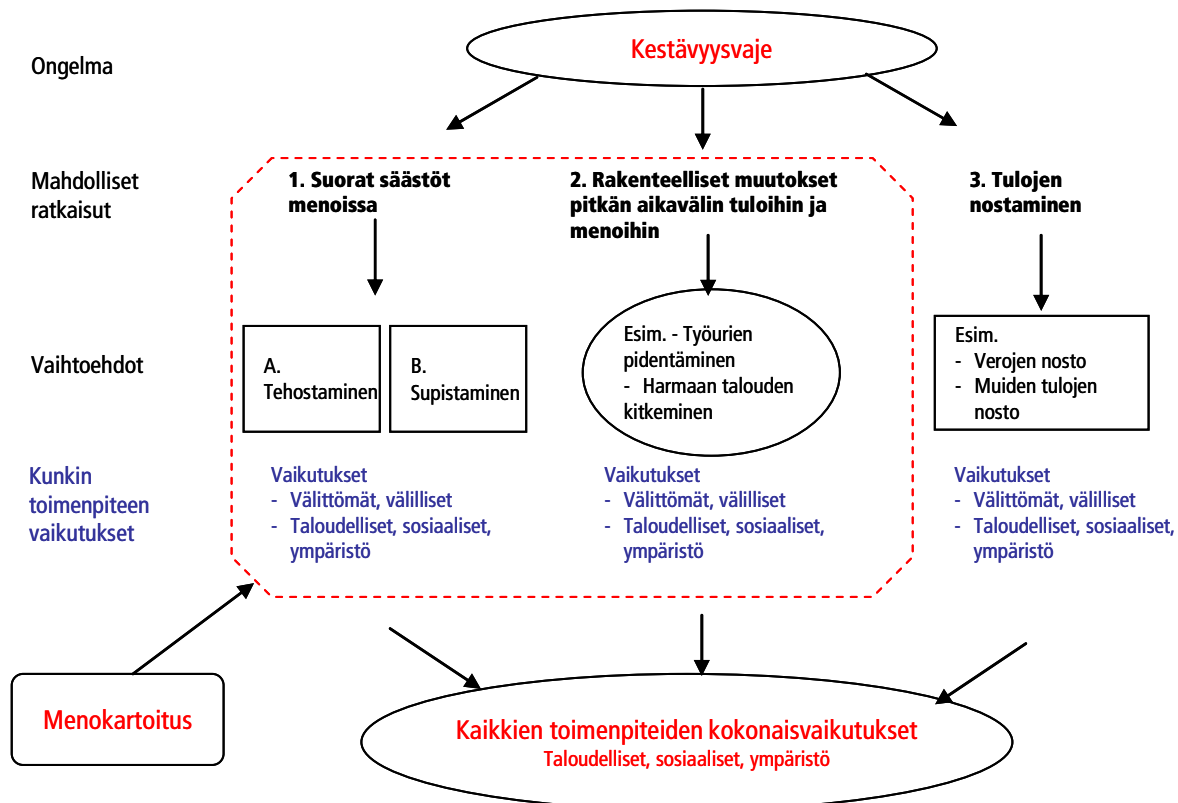 Kestävyysvaje
Ongelma
Mahdolliset
ratkaisut
1. Suorat säästöt
menoissa
2. Rakenteelliset muutokset
pitkän aikavälin tuloihin ja
menoihin
3. Tulojen
nostaminen
Vaihtoehdot
A.
Tehostaminen
B.
Supistaminen
Esim. - Työurien
pidentäminen
- Harmaan talouden
kitkeminen
Esim.
- Verojen nosto
- Muiden tulojen
nosto
Kunkin
toimenpiteen
vaikutukset
Vaikutukset
- Välittömät, välilliset
- Taloudelliset, sosiaaliset,
ympäristö
Vaikutukset
- Välittömät, välilliset
- Taloudelliset, sosiaaliset,
ympäristö
Vaikutukset
- Välittömät, välilliset
- Taloudelliset, sosiaaliset,
ympäristö
Menokartoitus
Kaikkien toimenpiteiden kokonaisvaikutukset
Taloudelliset, sosiaaliset, ympäristö